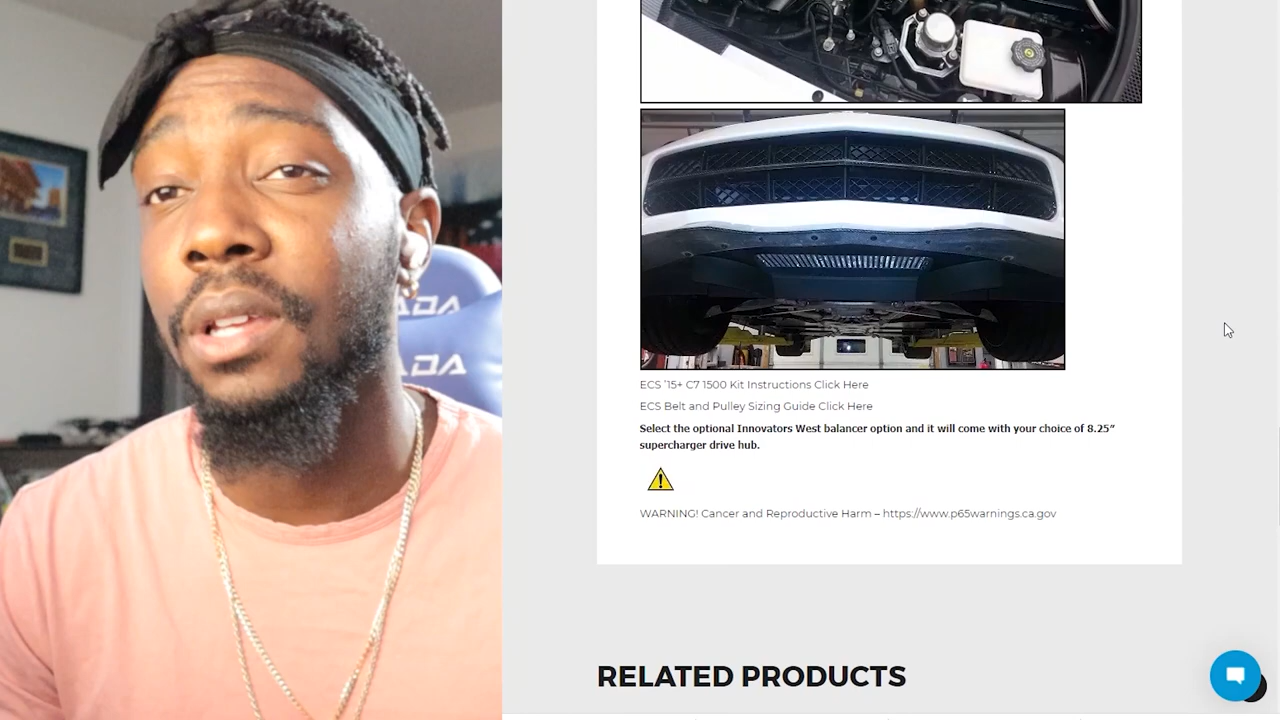 ADA
ADA
ECS '15+ C7 1500 Kit Instructions Click Here
ECS Belt and Pulley Sizing Guide Click Here
Select the optional Innovators West balancer option and it will come with your choice of 8.25"
supercharger drive hub.
WARNING! Cancer and Reproductive Harm – https://www.p65warnings.ca.gov
RELATED PRODUCTS